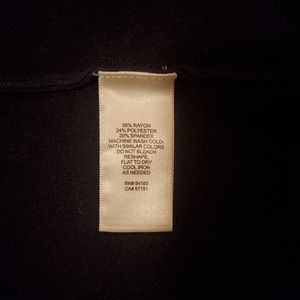 56% RAYON
24% POLYESTER
20% SPANDEX
MACHINE WASH COLD-
WITH SIMILAR COLORS
DO NOT BLEACH
RESHAPE,
FLAT TO DRY
COOL IRON
AS NEEDED
RN# 54163
CA# 57151